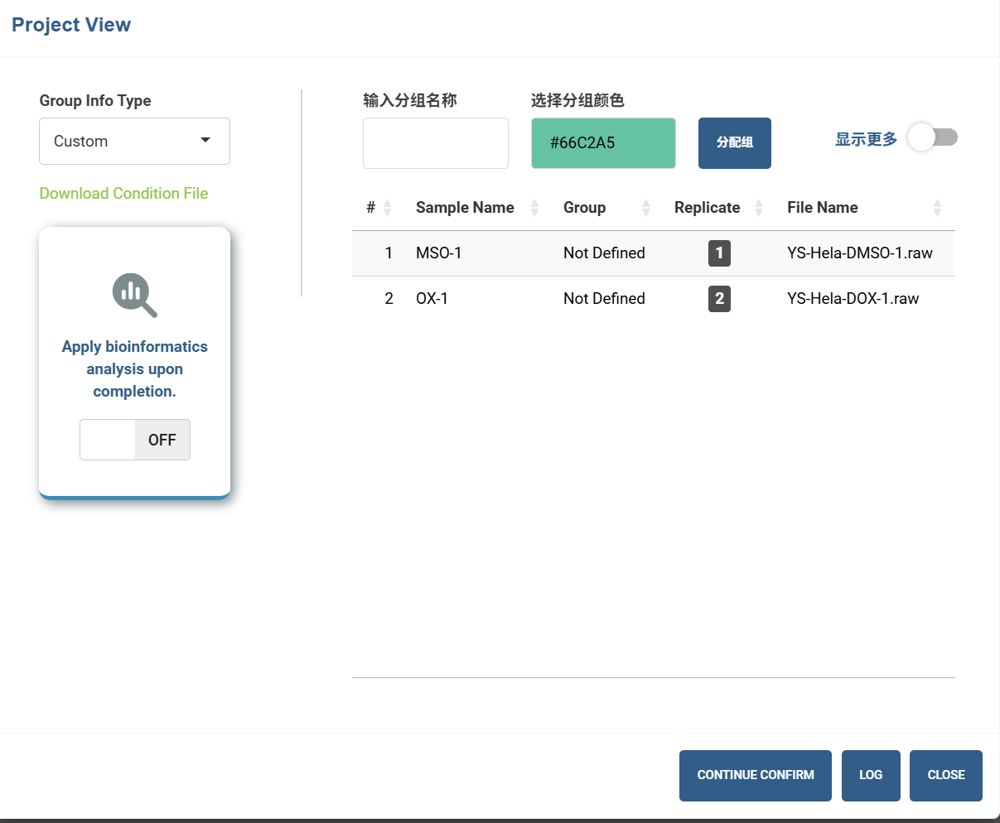 Project View
Group Info Type
Custom
Download Condition File
Apply bioinformatics
analysis upon
completion.
OFF
输入分组名称
选择分组颜色
#66C2A5
分配组
显示更多
# Sample Name Group Replicate File Name
1 MSO-1 Not Defined 1 YS-Hela-DMSO-1.raw
2 OX-1 Not Defined 2 YS-Hela-DOX-1.raw
CONTINUE CONFIRM
LOG
CLOSE